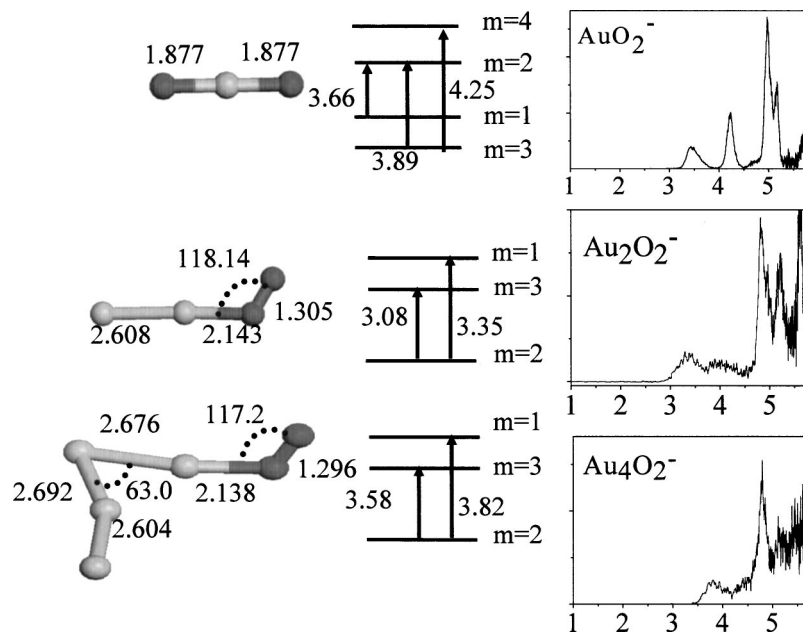 1.877 1.877
m=4
m=2
3.66
4.25
m=1
m=3
3.89
AuO₂⁻
1 2 3 4 5
118.14
1.305
2.608
2.143
m=1
m=3
3.08
3.35
m=2
Au₂O₂⁻
1 2 3 4 5
2.676
117.2
1.296
2.692
63.0
2.138
2.604
m=1
m=3
3.58
3.82
m=2
Au₄O₂⁻
1 2 3 4 5